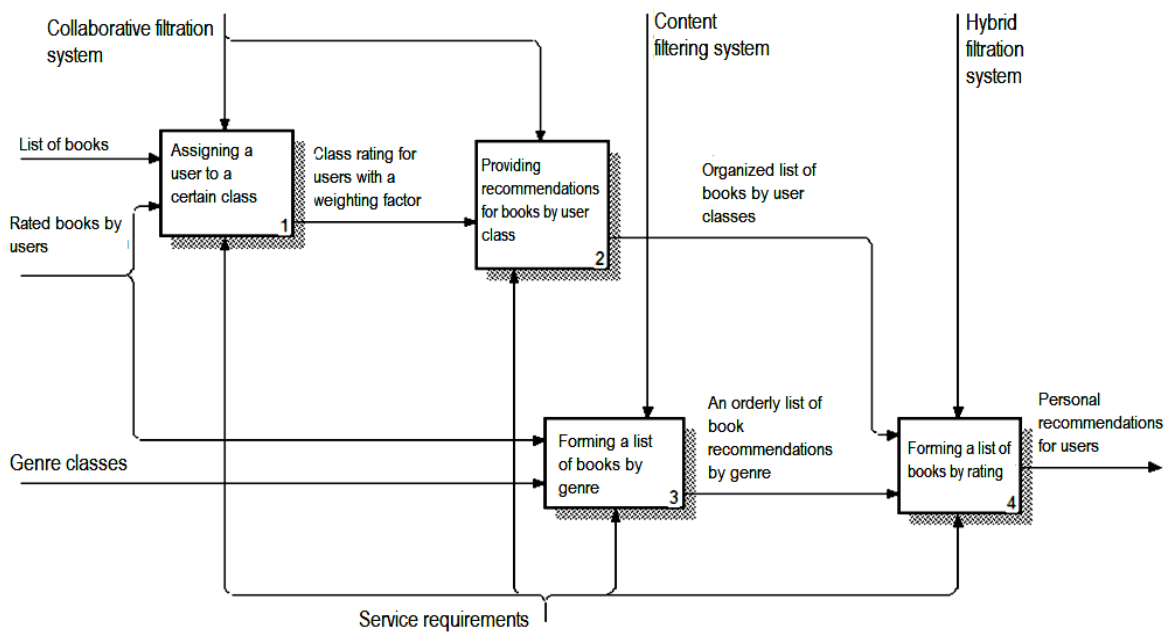 Collaborative filtration
system
Content
filtering system
Hybrid
filtration
system
List of books
Assigning a
user to a
certain class
1
Class rating for
users with a
weighting factor
Providing
recommendations
for books by user
class
2
Organized list of
books by user
classes
Rated books by
users
Genre classes
Forming a list
of books by
genre
3
An orderly list of
book
recommendations
by genre
Forming a list of
books by rating
4
Personal
recommendations
for users
Service requirements